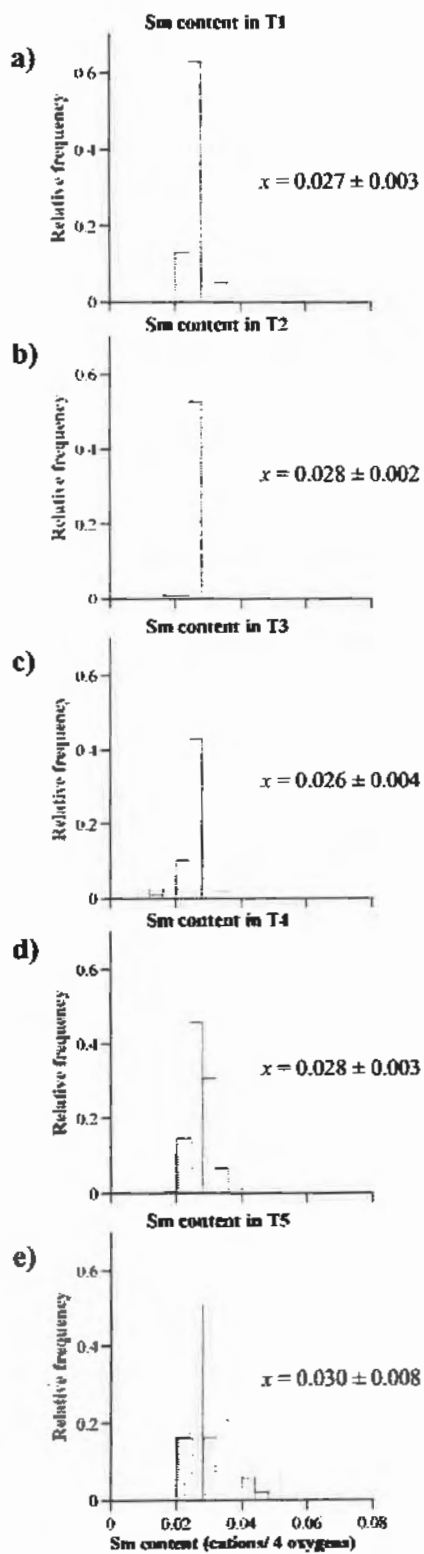 Sm content in T1
a)
Relative frequency
0.6
0.4
0.2
0
x = 0.027 ± 0.003
Sm content in T2
b)
Relative frequency
0.6
0.4
0.2
0
x = 0.028 ± 0.002
Sm content in T3
c)
Relative frequency
0.6
0.4
0.2
0
x = 0.026 ± 0.004
Sm content in T4
d)
Relative frequency
0.6
0.4
0.2
0
x = 0.028 ± 0.003
Sm content in T5
e)
Relative frequency
0.6
0.4
0.2
0
x = 0.030 ± 0.008
0 0.02 0.04 0.06 0.08
Sm content (cations/ 4 oxygens)